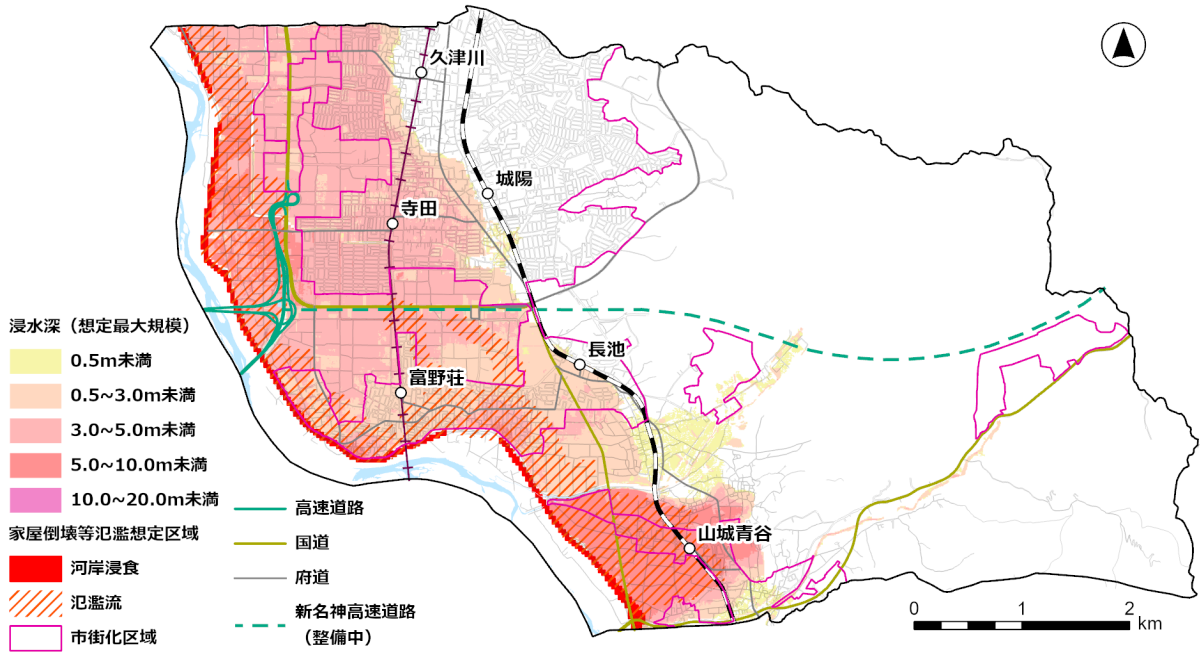 久津川
城陽
寺田
長池
富野荘
山城青谷
浸水深（想定最大規模）
0.5m未満
0.5~3.0m未満
3.0~5.0m未満
5.0~10.0m未満
10.0~20.0m未満
家屋倒壊等氾濫想定区域
河岸浸食
氾濫流
市街化区域
高速道路
国道
府道
新名神高速道路
（整備中）
0 1 2
km